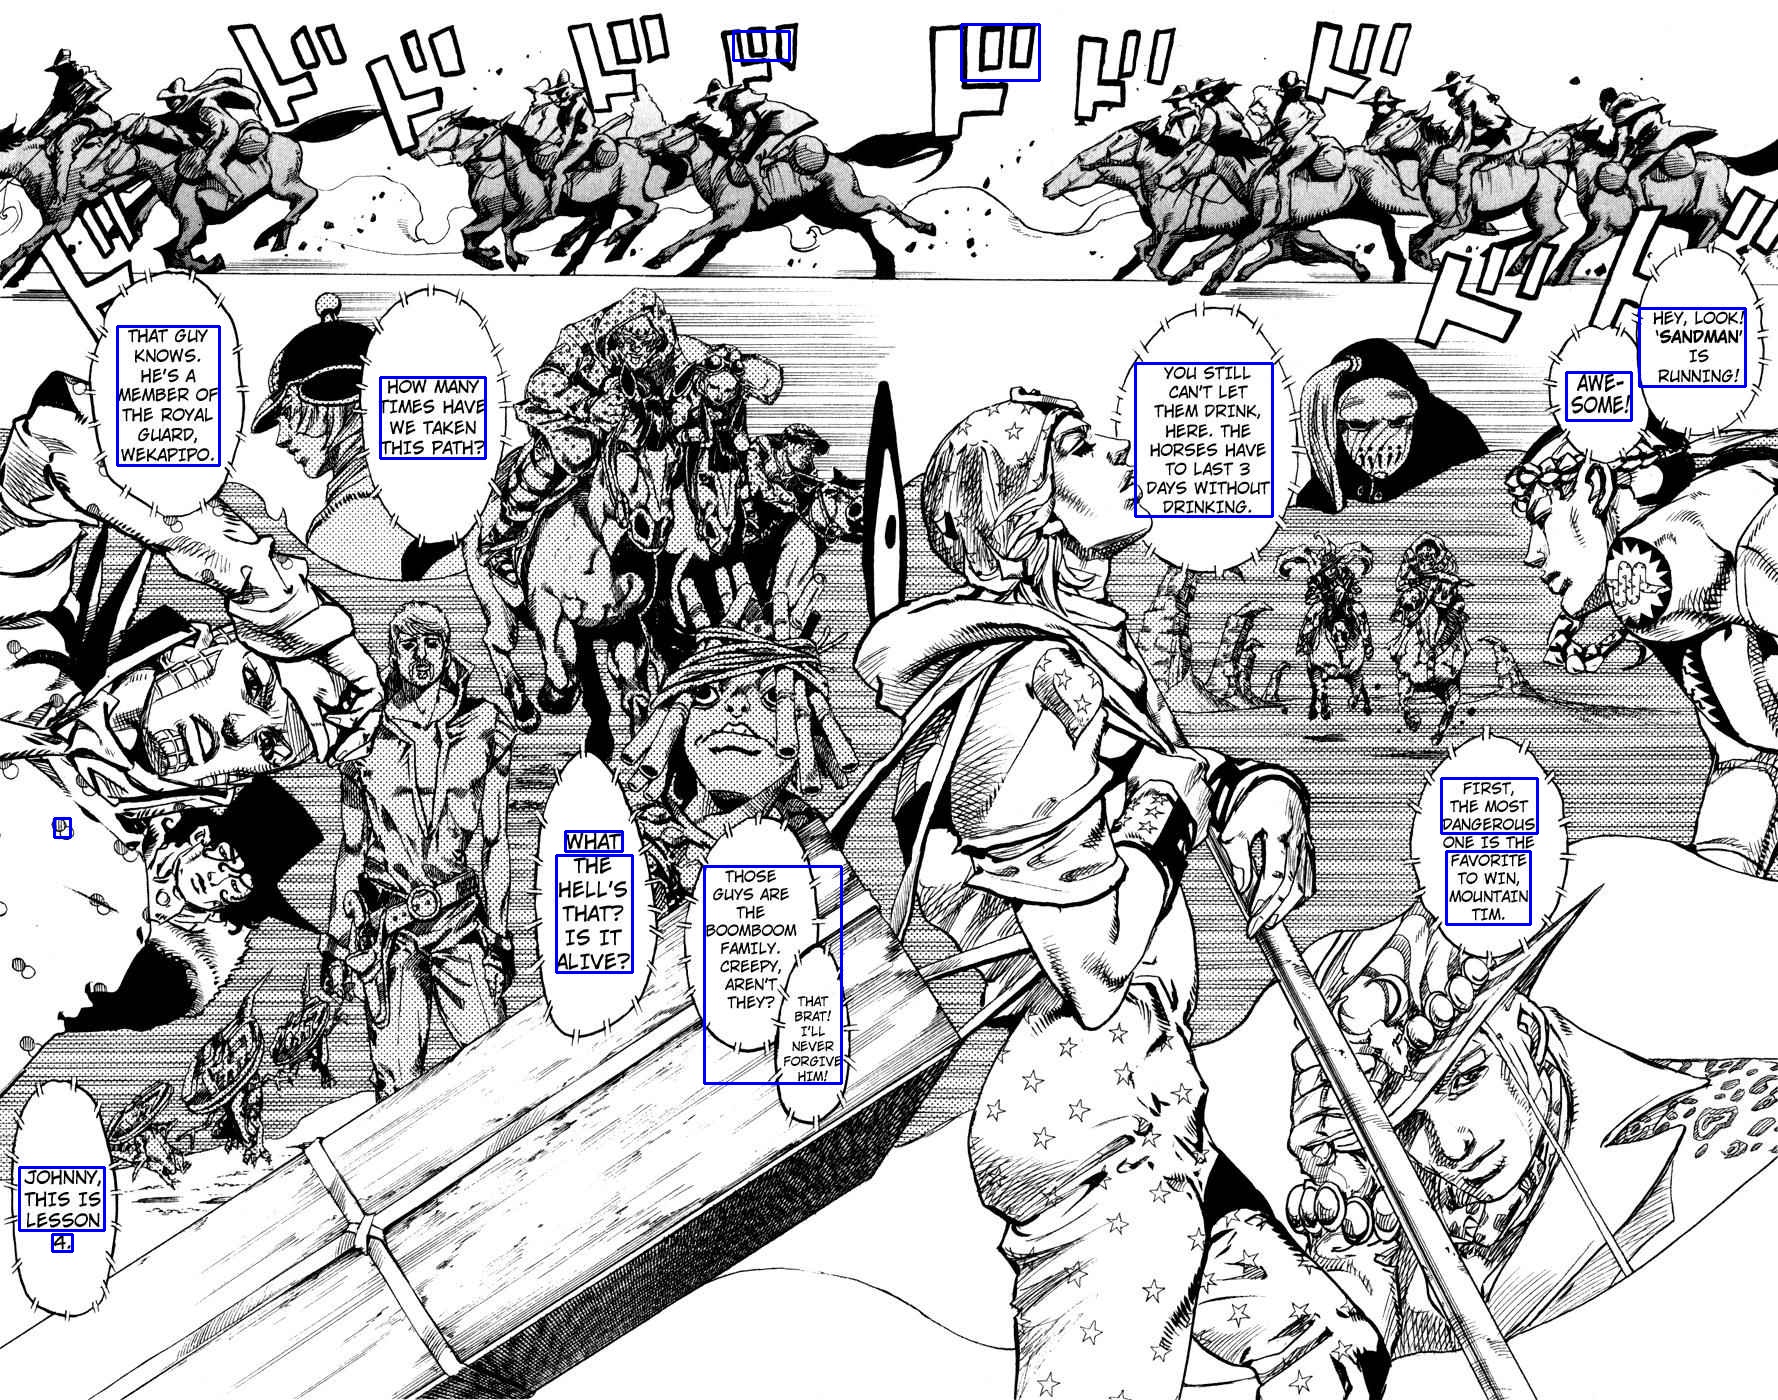 ドドドドドドドド
ドドド
HEY, LOOK!
'SANDMAN'
IS
RUNNING!
AWE-
SOME!
YOU STILL
CAN'T LET
THEM DRINK,
HERE. THE
HORSES HAVE
TO LAST 3
DAYS WITHOUT
DRINKING.
HOW MANY
TIMES HAVE
WE TAKEN
THIS PATH?
THAT GUY
KNOWS.
HE'S A
MEMBER OF
THE ROYAL
GUARD,
WEKAPIPO.
FIRST,
THE MOST
DANGEROUS
ONE IS THE
FAVORITE
TO WIN,
MOUNTAIN
TIM.
THOSE
GUYS ARE
THE
BOOMBOOM
FAMILY.
CREEPY,
AREN'T
THEY?
THAT
BRAT!
I'LL
NEVER
FORGIVE
HIM!
WHAT
THE
HELL'S
THAT?
IS IT
ALIVE?
JOHNNY,
THIS IS
LESSON
4.